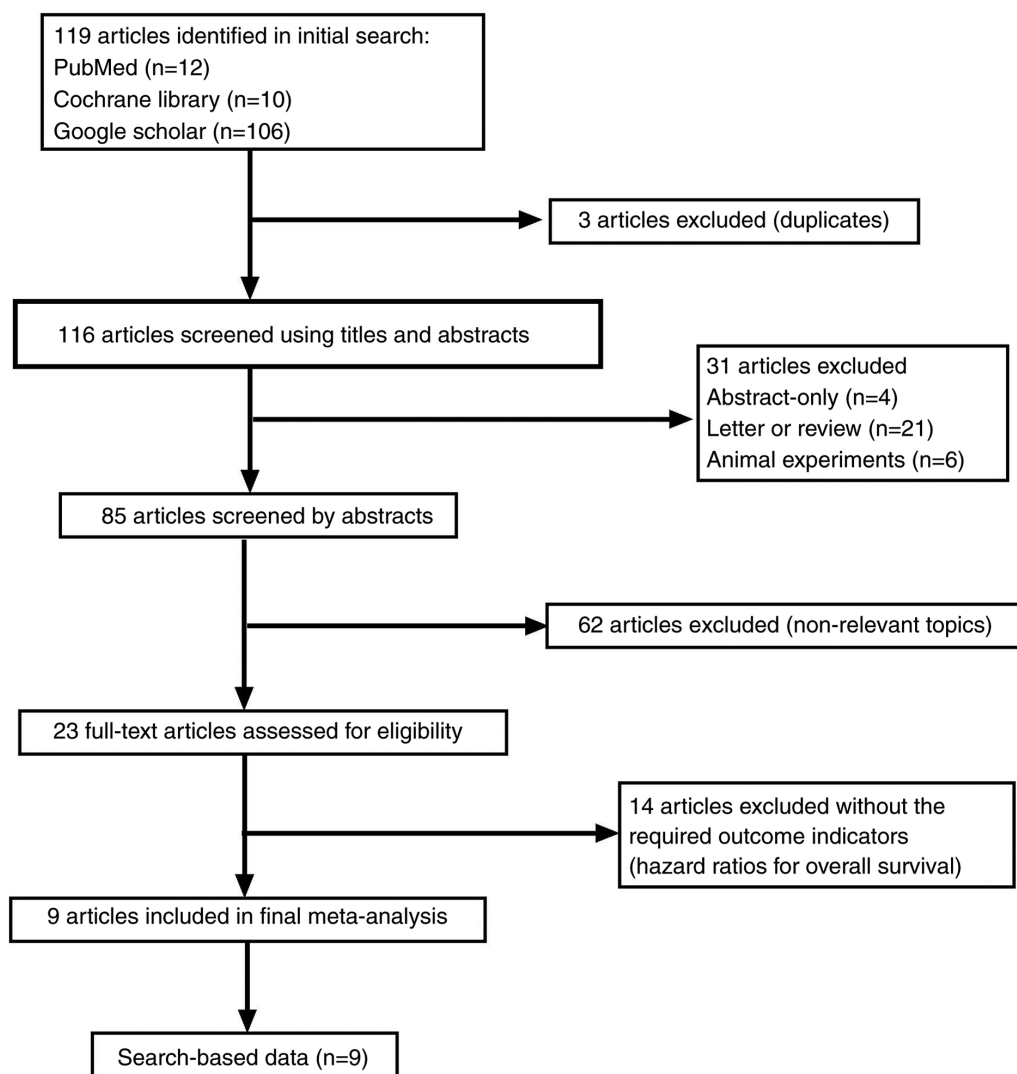 119 articles identified in initial search:
PubMed (n=12)
Cochrane library (n=10)
Google scholar (n=106)
3 articles excluded (duplicates)
116 articles screened using titles and abstracts
31 articles excluded
Abstract-only (n=4)
Letter or review (n=21)
Animal experiments (n=6)
85 articles screened by abstracts
62 articles excluded (non-relevant topics)
23 full-text articles assessed for eligibility
14 articles excluded without the
required outcome indicators
(hazard ratios for overall survival)
9 articles included in final meta-analysis
Search-based data (n=9)